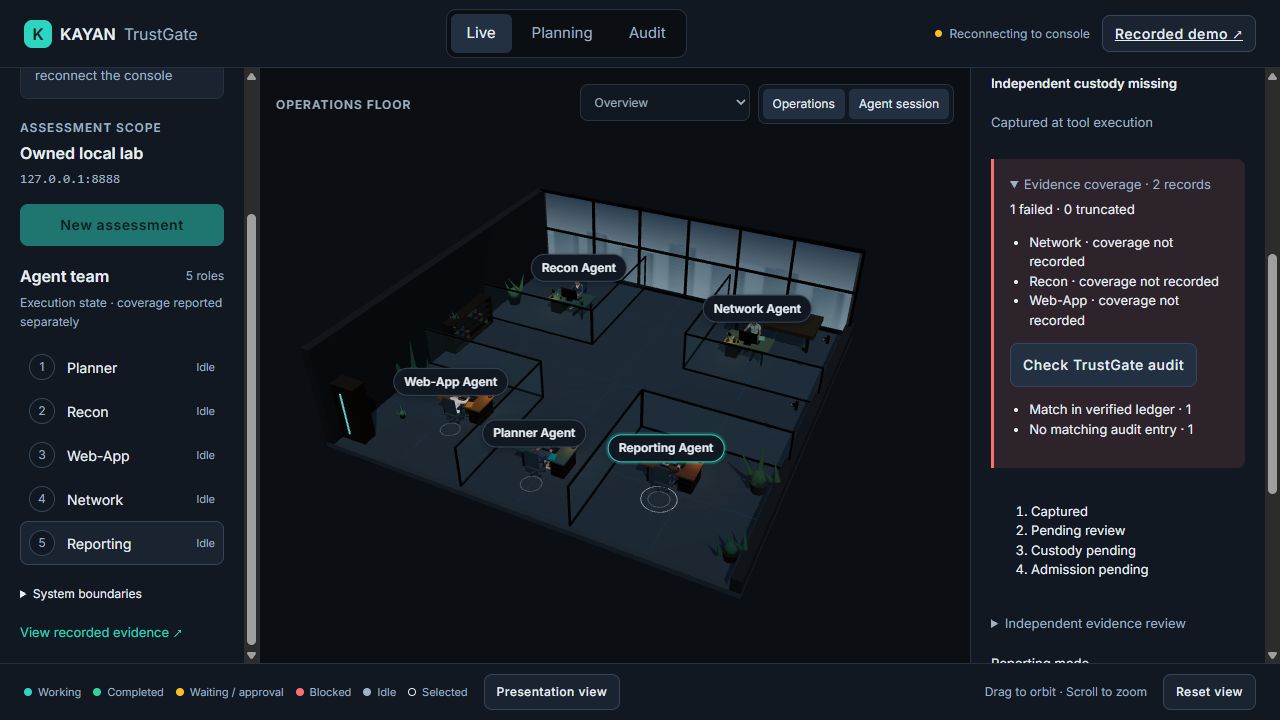 K KAYAN TrustGate
Live Planning Audit
Reconnecting to console
Recorded demo ↗
reconnect the console
ASSESSMENT SCOPE
Owned local lab
127.0.0.1:8888
New assessment
Agent team 5 roles
Execution state · coverage reported
separately
1 Planner Idle
2 Recon Idle
3 Web-App Idle
4 Network Idle
5 Reporting Idle
System boundaries
View recorded evidence ↗
OPERATIONS FLOOR
Overview
Operations Agent session
Recon Agent
Network Agent
Web-App Agent
Planner Agent
Reporting Agent
Independent custody missing
Captured at tool execution
Evidence coverage · 2 records
1 failed · 0 truncated
• Network · coverage not
recorded
• Recon · coverage not recorded
• Web-App · coverage not
recorded
Check TrustGate audit
• Match in verified ledger · 1
• No matching audit entry · 1
1. Captured
2. Pending review
3. Custody pending
4. Admission pending
Independent evidence review
Reporting mode
Working Completed Waiting / approval Blocked Idle Selected
Presentation view
Drag to orbit · Scroll to zoom
Reset view